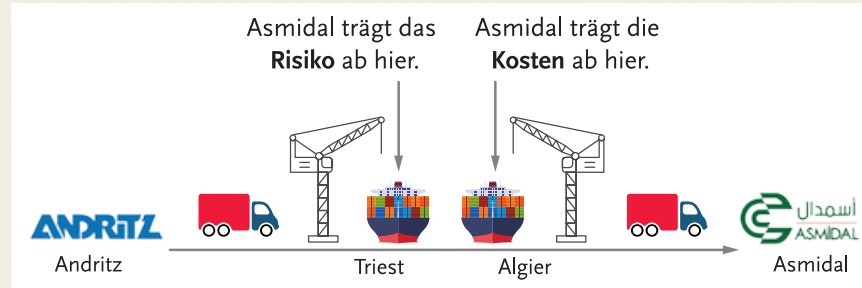 Asmidal trägt das
Risiko ab hier.
Asmidal trägt die
Kosten ab hier.
ANDRITZ
أسمدال
ASMIDAL
Andritz
Triest
Algier
Asmidal